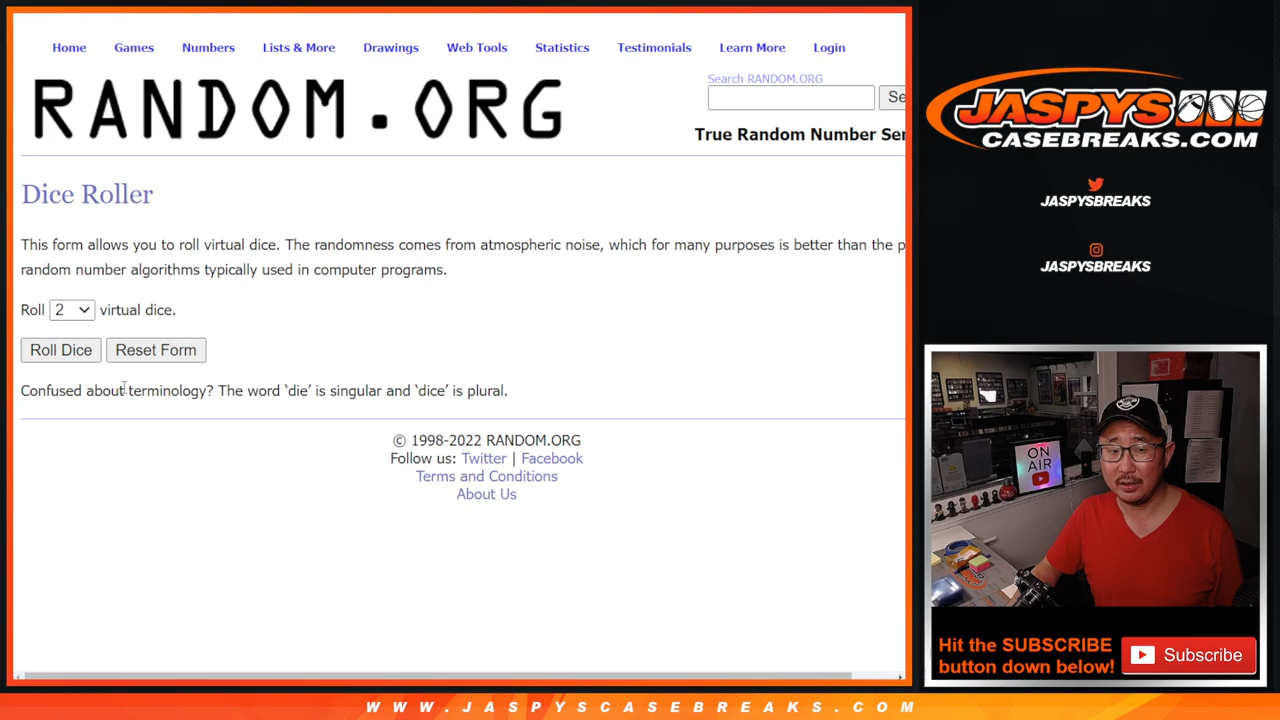 Home Games Numbers Lists & More Drawings Web Tools Statistics Testimonials Learn More Login
RANDOM.ORG
Search RANDOM.ORG
Se
True Random Number Ser
Dice Roller
This form allows you to roll virtual dice. The randomness comes from atmospheric noise, which for many purposes is better than the p
random number algorithms typically used in computer programs.
Roll 2 virtual dice.
Roll Dice Reset Form
Confused about terminology? The word ‘die’ is singular and ‘dice’ is plural.
© 1998-2022 RANDOM.ORG
Follow us: Twitter | Facebook
Terms and Conditions
About Us
JASPYS
CASEBREAKS.COM
JASPYSBREAKS
JASPYSBREAKS
ON
AIR
Hit the SUBSCRIBE
button down below!
Subscribe
WWW.JASPYSCASEBREAKS.COM